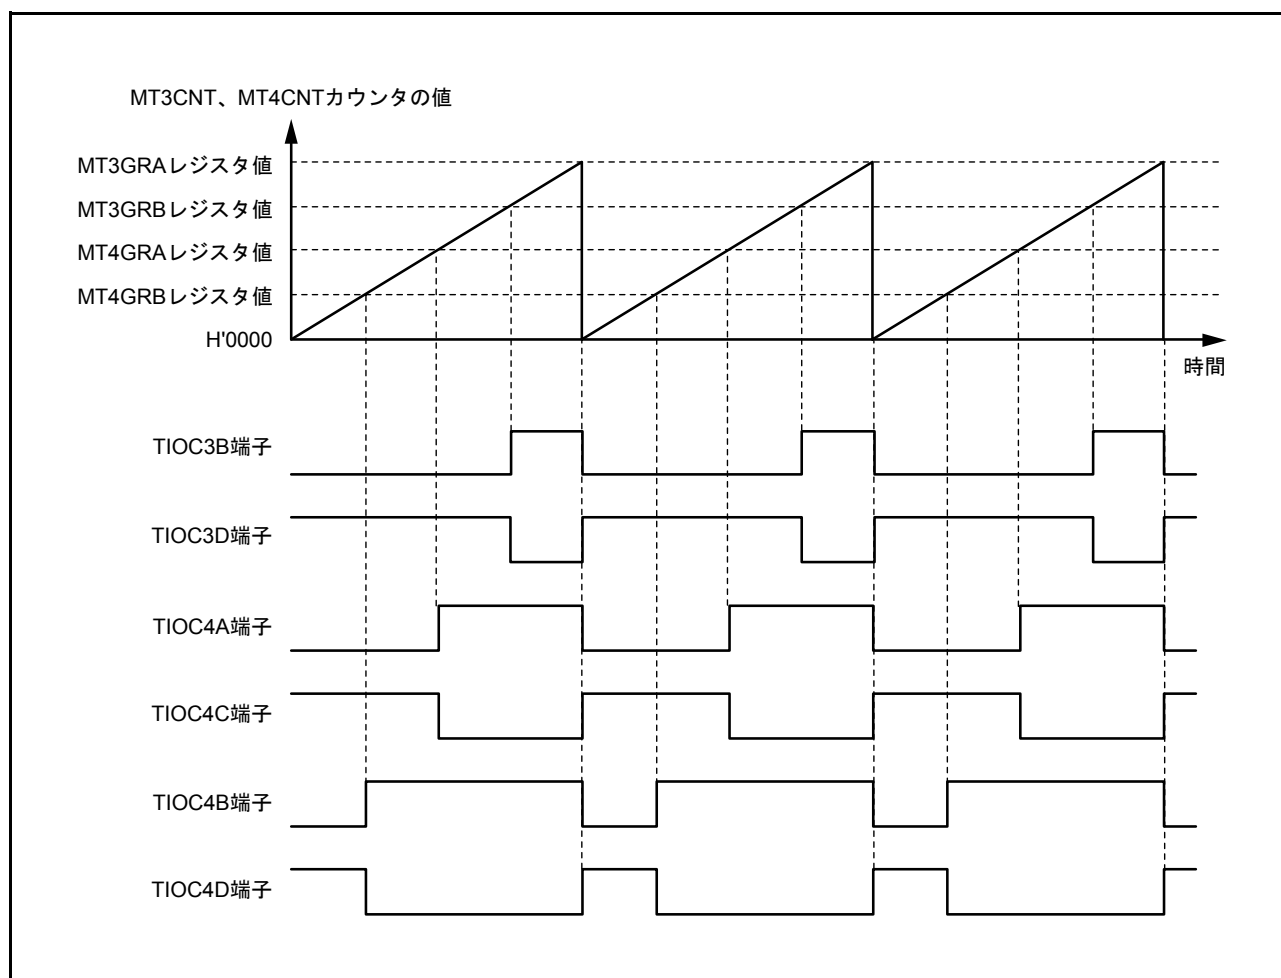 MT3CNT、MT4CNTカウンタの値
MT3GRAレジスタ値
MT3GRBレジスタ値
MT4GRAレジスタ値
MT4GRBレジスタ値
H'0000
時間
TIOC3B端子
TIOC3D端子
TIOC4A端子
TIOC4C端子
TIOC4B端子
TIOC4D端子